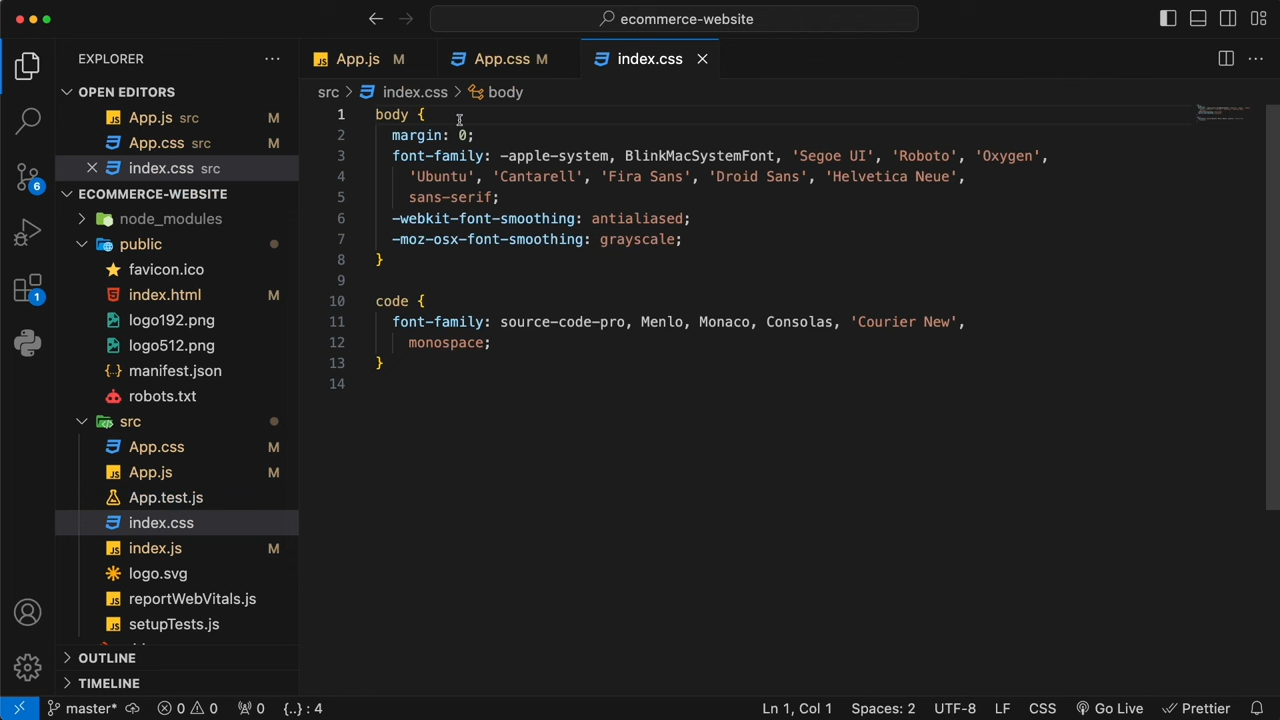 ecommerce-website
EXPLORER
OPEN EDITORS
App.js src M
App.css src M
index.css src
ECOMMERCE-WEBSITE
node_modules
public
favicon.ico
index.html M
logo192.png
logo512.png
manifest.json
robots.txt
src
App.css M
App.js M
App.test.js
index.css
index.js M
logo.svg
reportWebVitals.js
setupTests.js
OUTLINE
TIMELINE
6
1
App.js M
App.css M
index.css
src > index.css > body
1 body {
2 margin: 0;
3 font-family: -apple-system, BlinkMacSystemFont, 'Segoe UI', 'Roboto', 'Oxygen',
4 'Ubuntu', 'Cantarell', 'Fira Sans', 'Droid Sans', 'Helvetica Neue',
5 sans-serif;
6 -webkit-font-smoothing: antialiased;
7 -moz-osx-font-smoothing: grayscale;
8 }
9
10 code {
11 font-family: source-code-pro, Menlo, Monaco, Consolas, 'Courier New',
12 monospace;
13 }
14
master* 0 0 0 {..} : 4 Ln 1, Col 1 Spaces: 2 UTF-8 LF CSS Go Live Prettier